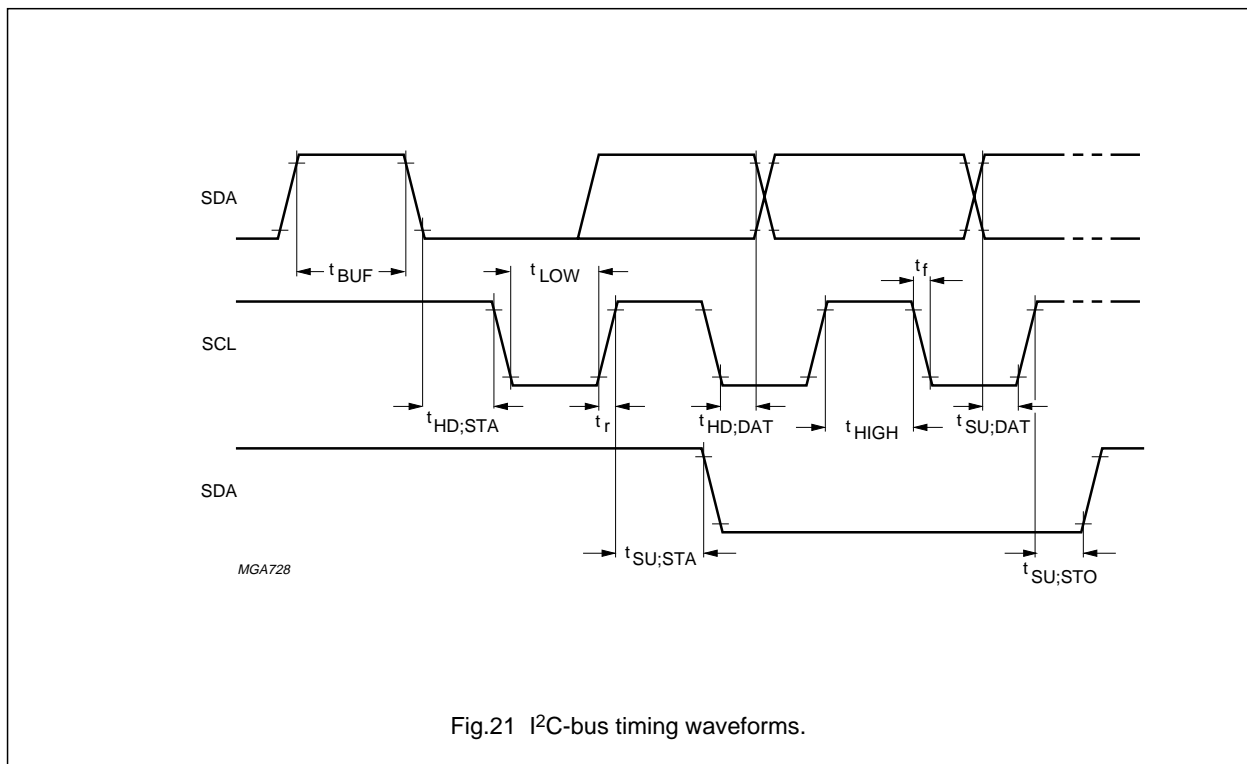 SDA
t BUF
t LOW
t f
SCL
t HD;STA
t r
t HD;DAT
t HIGH
t SU;DAT
SDA
t SU;STA
t SU;STO
MGA728
Fig.21 I²C-bus timing waveforms.